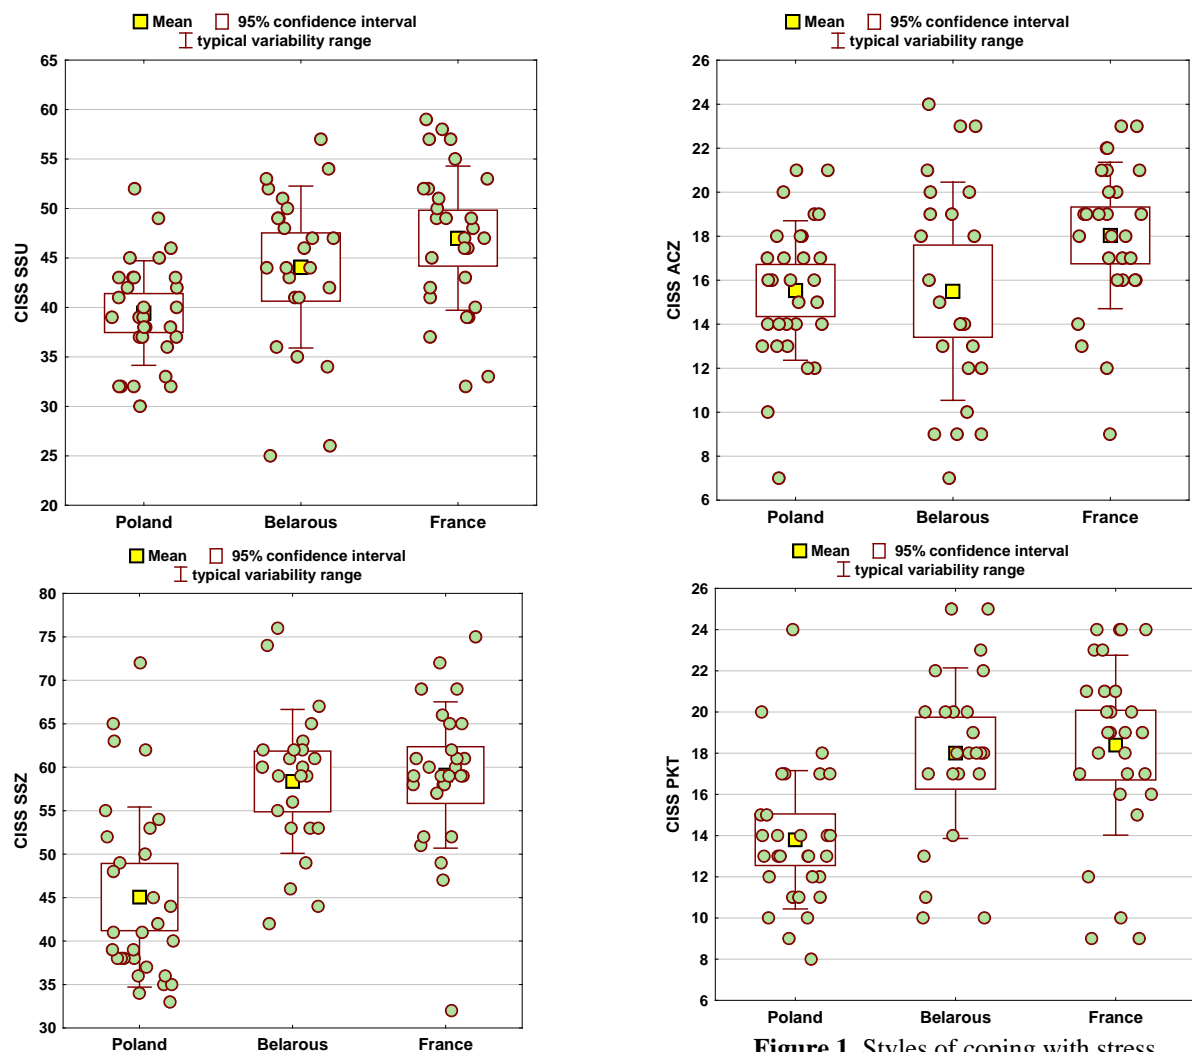 Mean 95% confidence interval
typical variability range
CISS SSU
65
60
55
50
45
40
35
30
25
20
Poland Belarous France
Mean 95% confidence interval
typical variability range
CISS ACZ
26
24
22
20
18
16
14
12
10
8
6
Poland Belarous France
Mean 95% confidence interval
typical variability range
CISS SSZ
80
75
70
65
60
55
50
45
40
35
30
Poland Belarous France
Mean 95% confidence interval
typical variability range
CISS PKT
26
24
22
20
18
16
14
12
10
8
6
Poland Belarous France
Figure 1. Styles of coping with stress